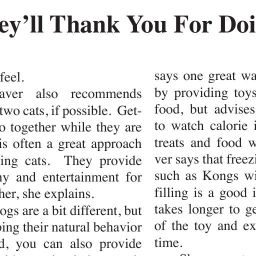 ey'll Thank You For Doi
feel.
aver also recommends
two cats, if possible. Get-
o together while they are
is often a great approach
ing cats. They provide
ny and entertainment for
her, she explains.
ogs are a bit different, but
ing their natural behavior
d, you can also provide
says one great wa
by providing toys
food, but advises
to watch calorie i
treats and food w
ver says that freezi
such as Kongs wi
filling is a good i
takes longer to ge
of the toy and ex
time.